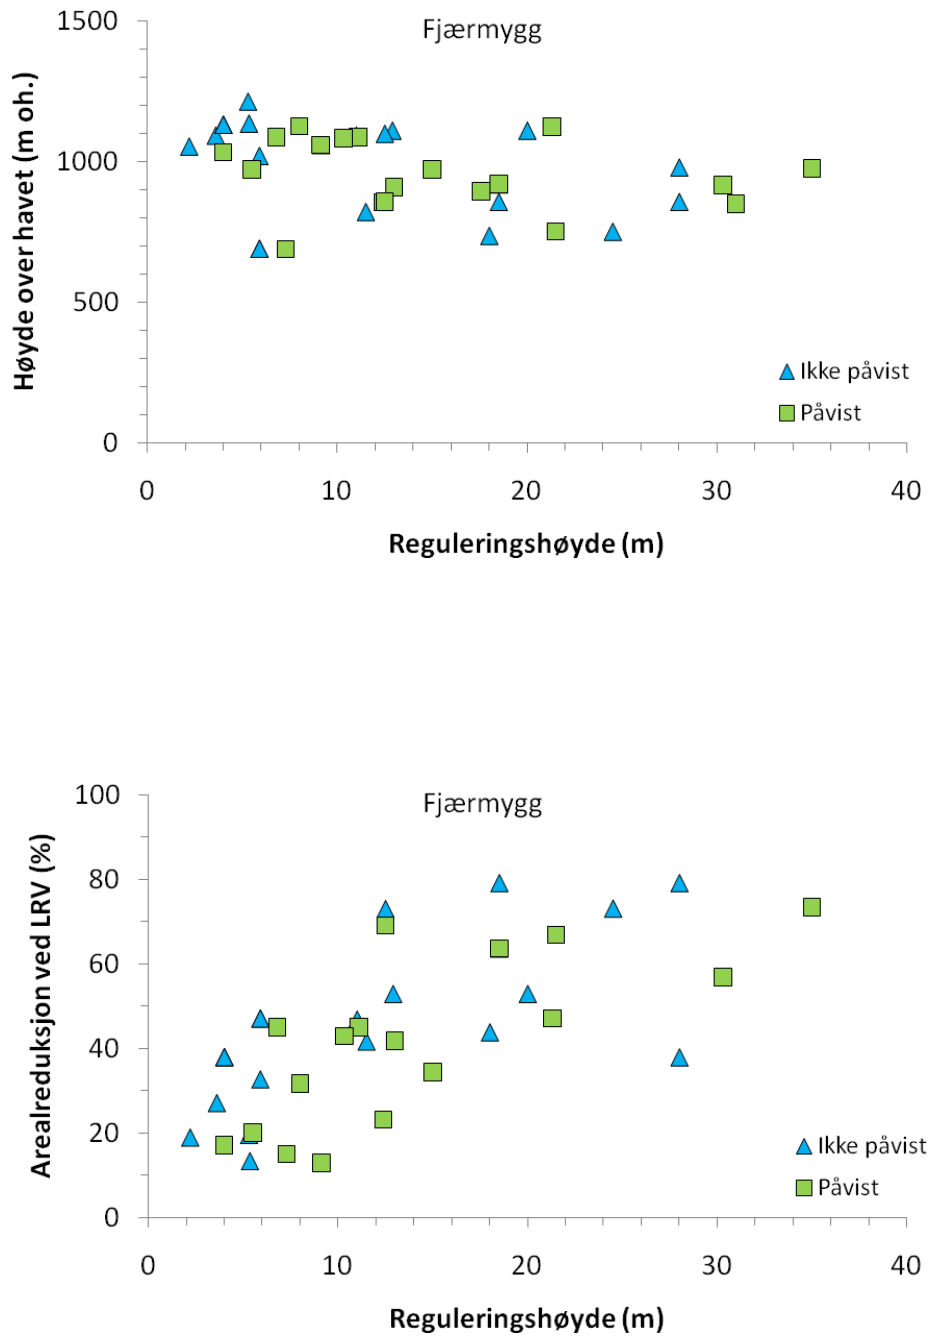 Fjærmygg
1500
1000
500
0
Høyde over havet (m oh.)
Ikke påvist
Påvist
0 10 20 30 40
Reguleringshøyde (m)
Fjærmygg
100
80
60
40
20
0
Arealreduksjon ved LRV (%)
Ikke påvist
Påvist
0 10 20 30 40
Reguleringshøyde (m)